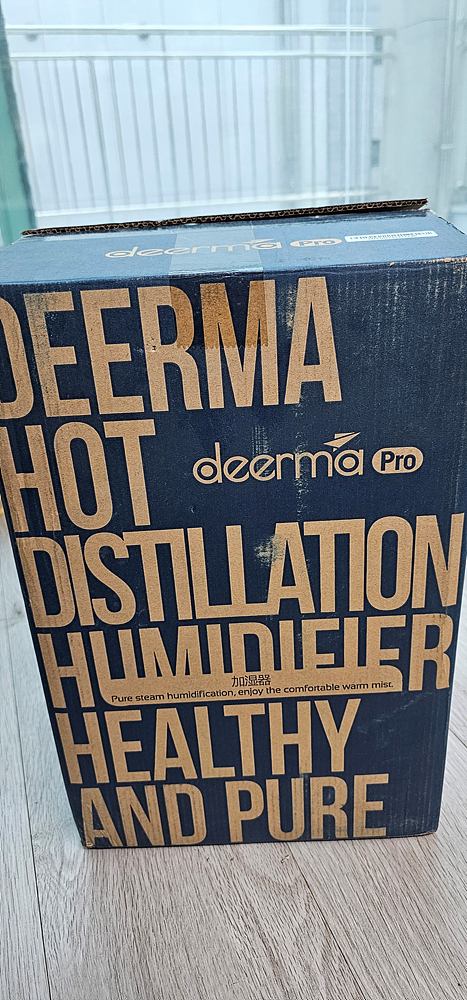 deerma Pro
DEERMA
HOT
deerma Pro
DISTILLATION
HUMIDIFIER
加湿器
Pure steam humidification, enjoy the comfortable warm mist.
HEALTHY
AND PURE